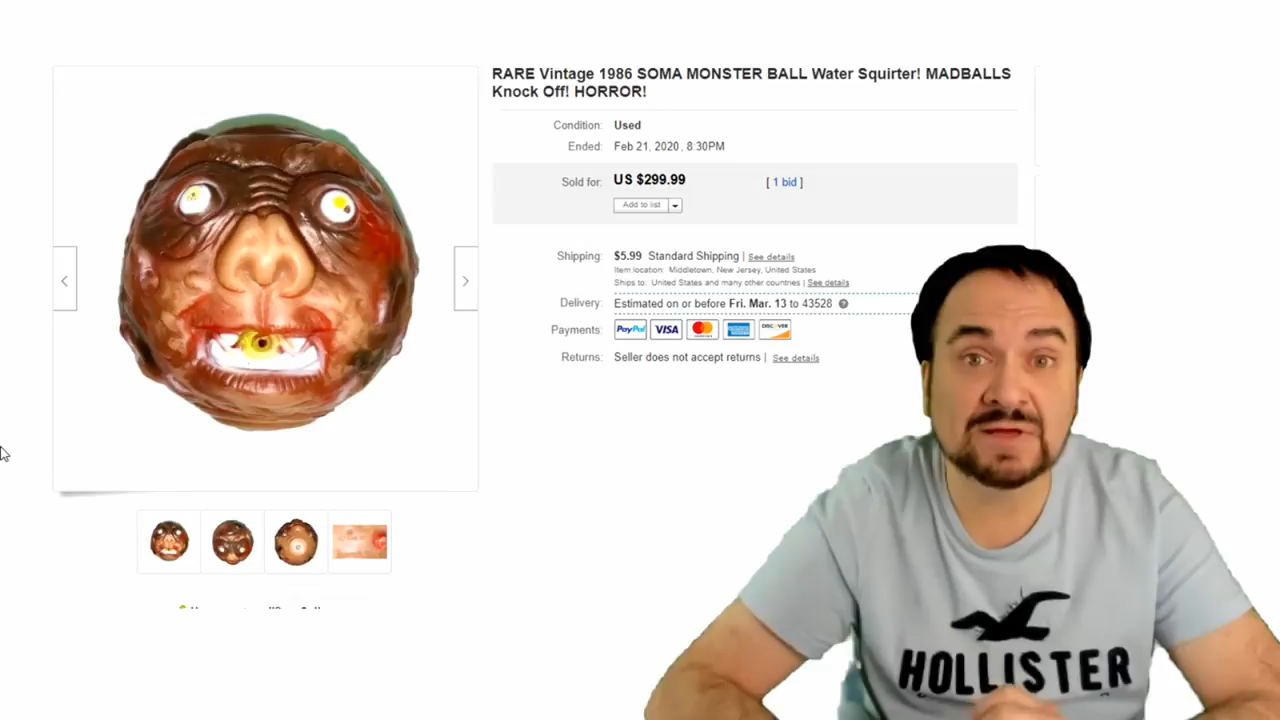 RARE Vintage 1986 SOMA MONSTER BALL Water Squirter! MADBALLS
Knock Off! HORROR!
Condition: Used
Ended: Feb 21, 2020, 8:30PM
Sold for: US $299.99 [ 1 bid ]
Add to list
Shipping: $5.99 Standard Shipping | See details
Item location: Middletown, New Jersey, United States
Ships to: United States and many other countries | See details
Delivery: Estimated on or before Fri. Mar. 13 to 43528
Payments: PayPal VISA DISCOVER
Returns: Seller does not accept returns | See details
HOLLISTER